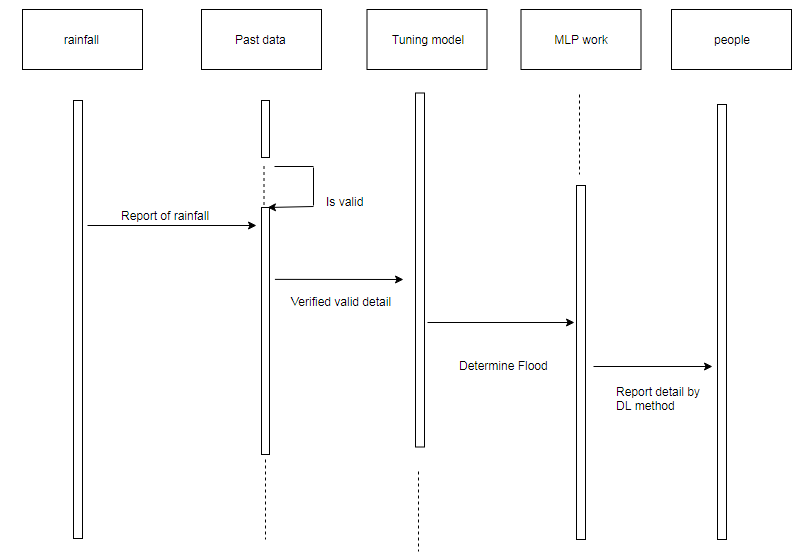 rainfall
Past data
Tuning model
MLP work
people
Is valid
Report of rainfall
Verified valid detail
Determine Flood
Report detail by
DL method